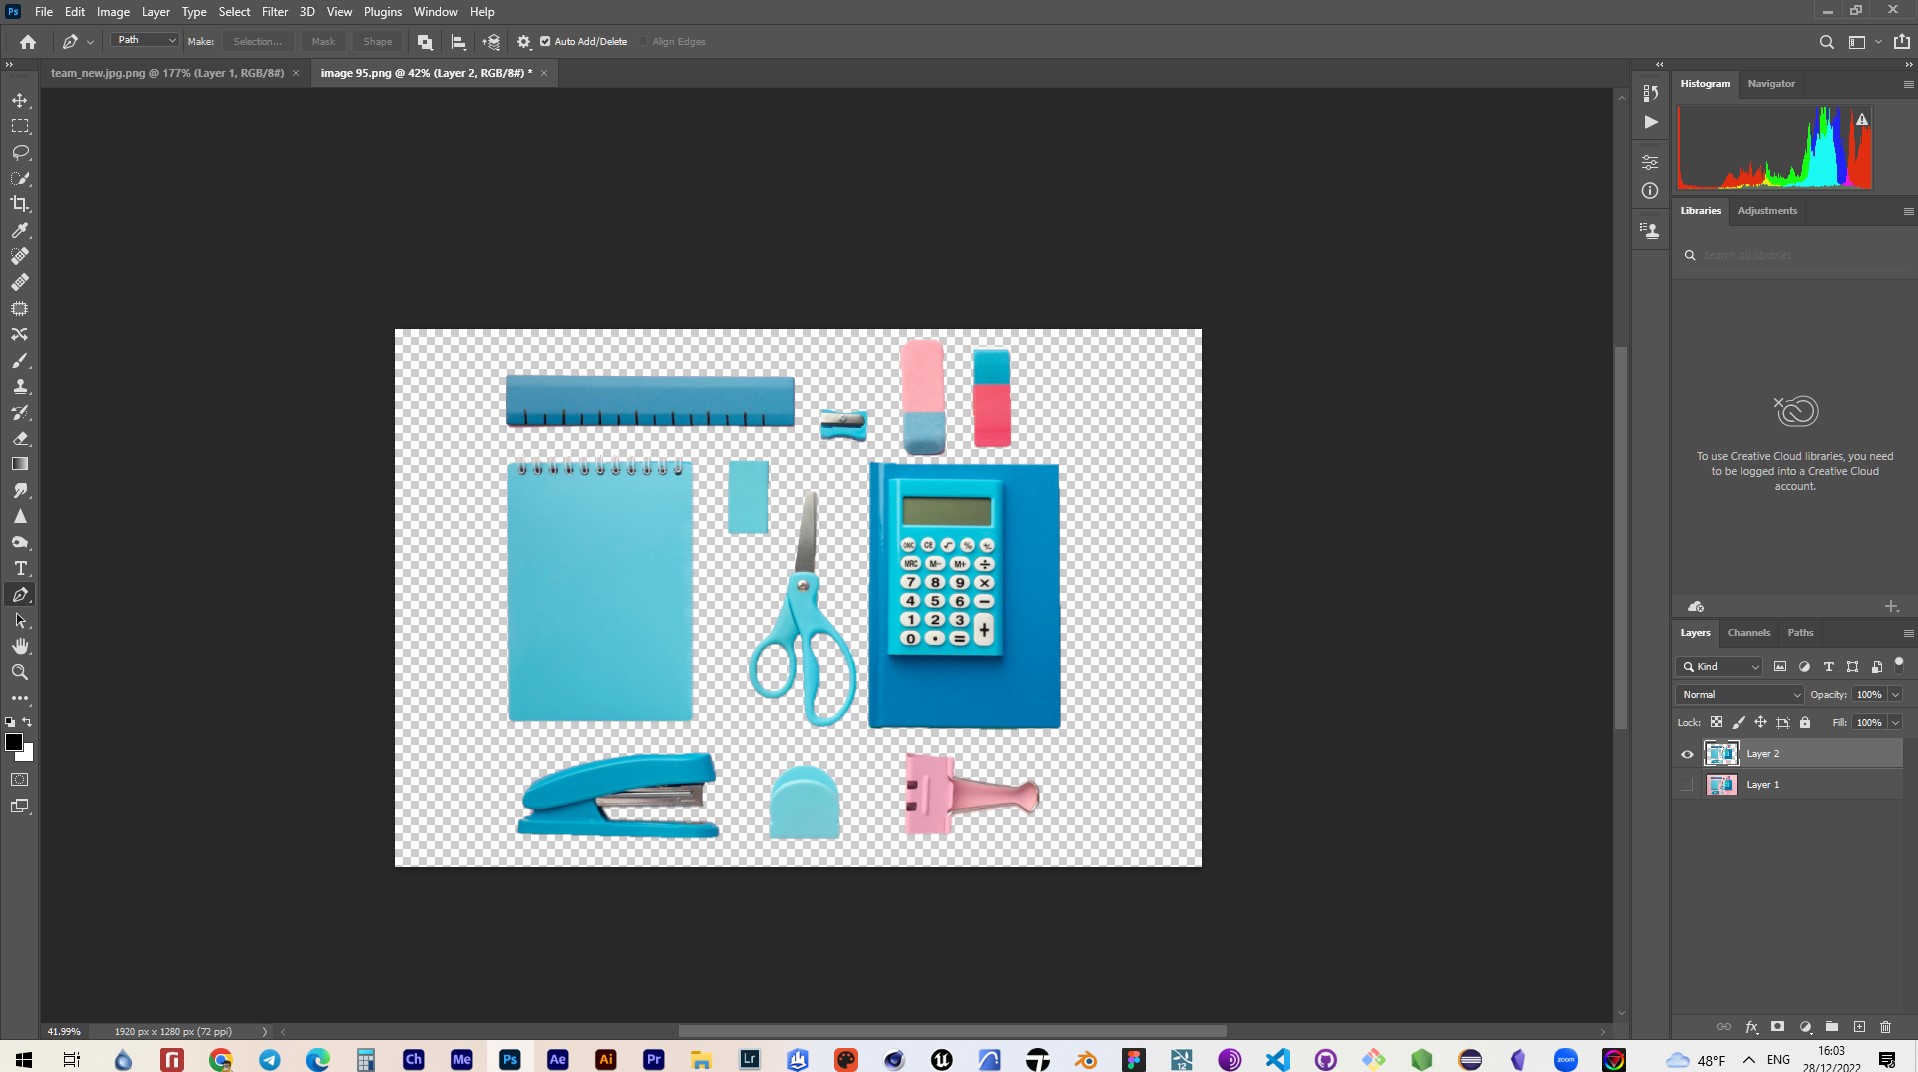 Ps File Edit Image Layer Type Select Filter 3D View Plugins Window Help
Path Make: Selection... Mask Shape Auto Add/Delete Align Edges
team_new.jpg.png @ 177% (Layer 1, RGB/8#) × image 95.png @ 42% (Layer 2, RGB/8#) * ×
Histogram Navigator
Libraries Adjustments
Search all libraries
To use Creative Cloud libraries, you need
to be logged into a Creative Cloud
account.
Layers Channels Paths
Kind
Normal Opacity: 100%
Lock: Fill: 100%
Layer 2
Layer 1
CE √ % +/-
MRC M- M+ ÷
7 8 9 ×
4 5 6 −
1 2 3 +
0 • =
41.99% 1920 px x 1280 px (72 ppi)
Ch Me Ps Ae Ai Pr Lr 12 zoom 48°F ENG 16:03
28/12/2022